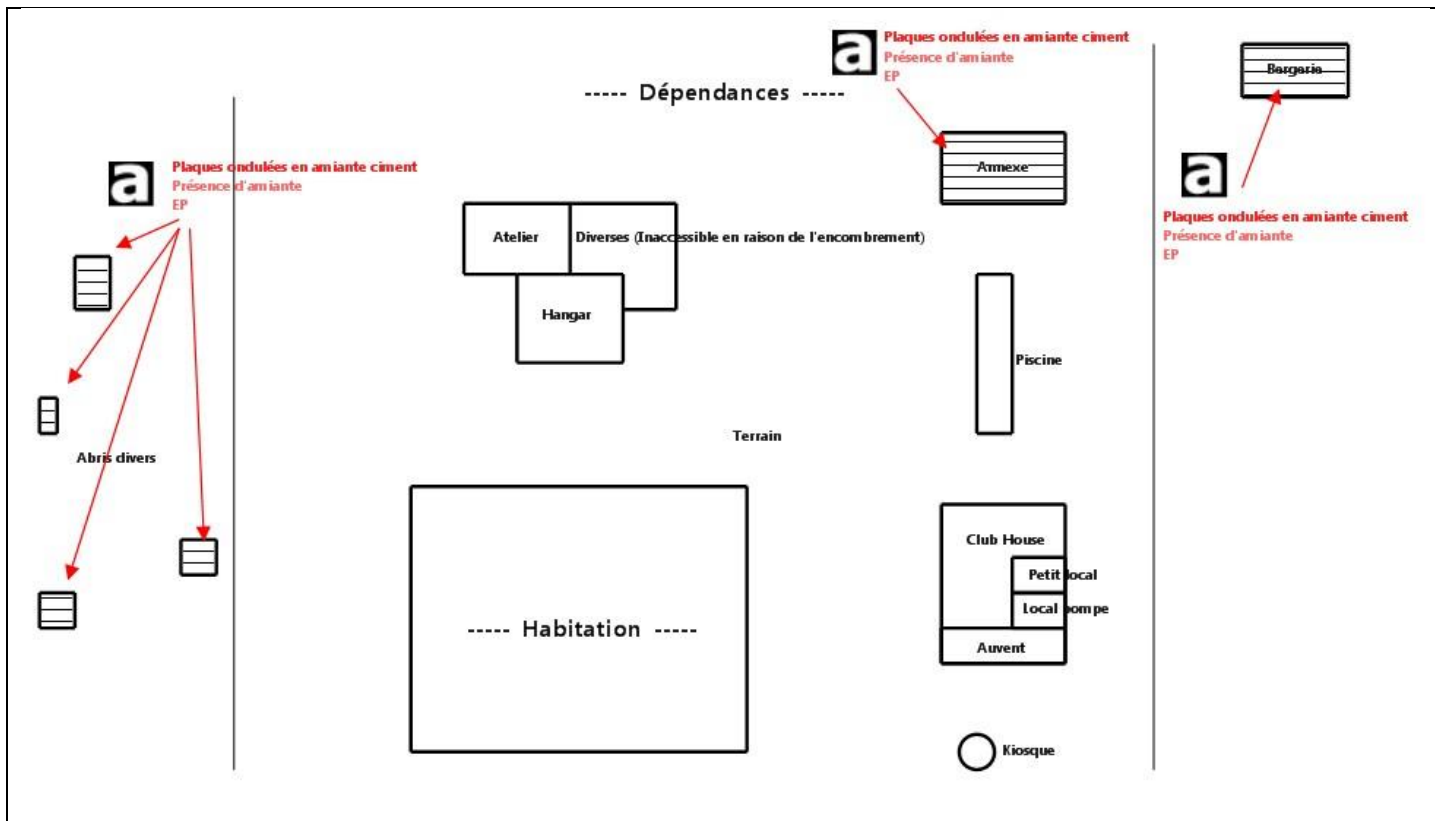 a
Plaques ondulées en amiante ciment
Présence d'amiante
EP
Bergerie
----- Dépendances -----
a
Plaques ondulées en amiante ciment
Présence d'amiante
EP
Annexe
a
Plaques ondulées en amiante ciment
Présence d'amiante
EP
Atelier
Diverses (Inaccessible en raison de l'encombrement)
Hangar
Piscine
Terrain
Abris divers
Club House
Petit local
Local pompe
----- Habitation -----
Auvent
Kiosque